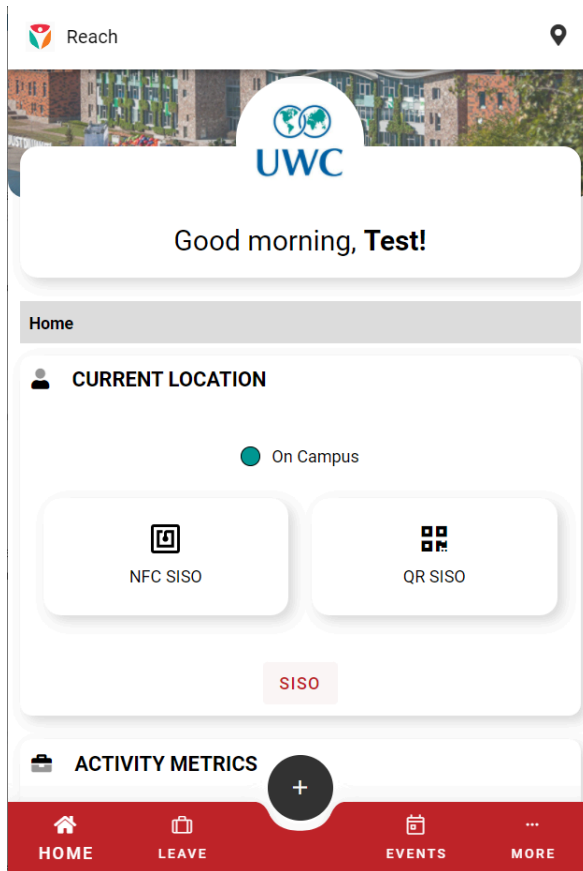 Reach
UWC
Good morning, Test!
Home
CURRENT LOCATION
On Campus
NFC SISO
QR SISO
SISO
ACTIVITY METRICS
+
HOME
LEAVE
EVENTS
MORE